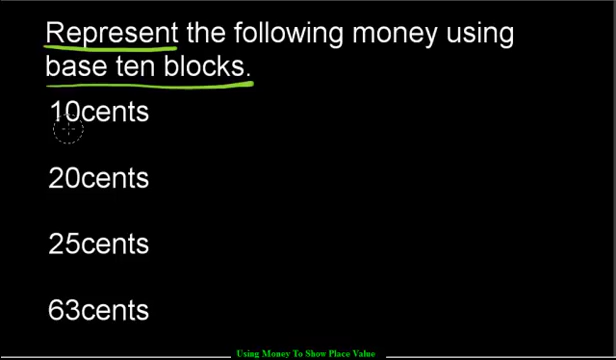 Represent the following money using
base ten blocks.
10cents
20cents
25cents
63cents
Using Money To Show Place Value